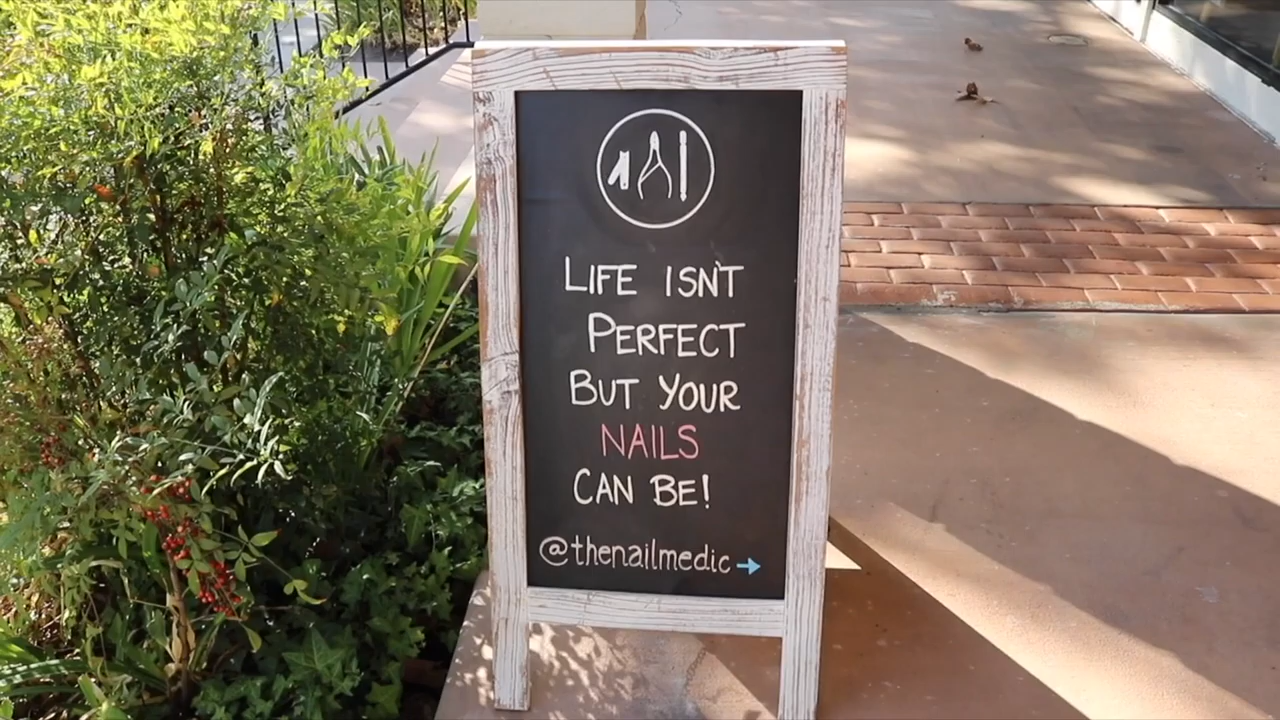 LIFE ISN'T
PERFECT
BUT YOUR
NAILS
CAN BE!
@thenailmedic→